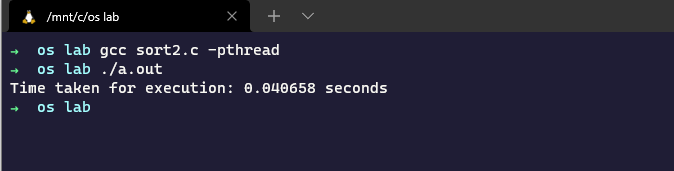 /mnt/c/os lab
→ os lab gcc sort2.c -pthread
→ os lab ./a.out
Time taken for execution: 0.040658 seconds
→ os lab